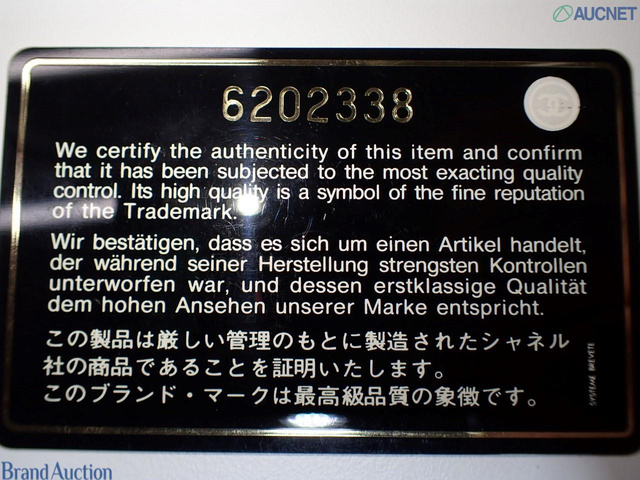 AUCNET
6202338
We certify the authenticity of this item and confirm
that it has been subjected to the most exacting quality
control. Its high quality is a symbol of the fine reputation
of the Trademark.
Wir bestätigen, dass es sich um einen Artikel handelt,
der während seiner Herstellung strengsten Kontrollen
unterworfen war, und dessen erstklassige Qualität
dem hohen Ansehen unserer Marke entspricht.
この製品は厳しい管理のもとに製造されたシャネル
社の商品であることを証明いたします。
このブランド・マークは最高級品質の象徴です。
SYSTEME BREVETE
Brand Auction